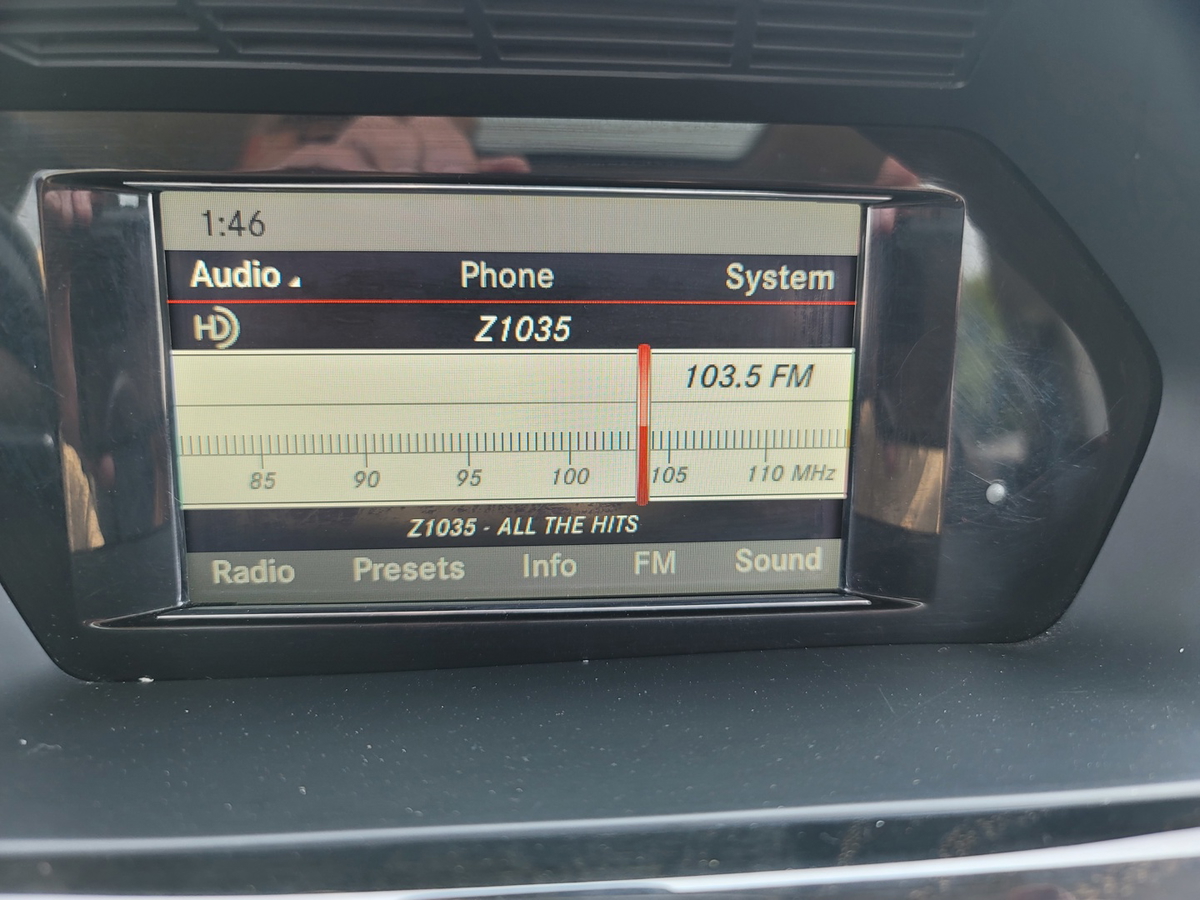 1:46
Audio Phone System
HD Z1035
103.5 FM
85 90 95 100 105 110 MHz
Z1035 - ALL THE HITS
Radio Presets Info FM Sound